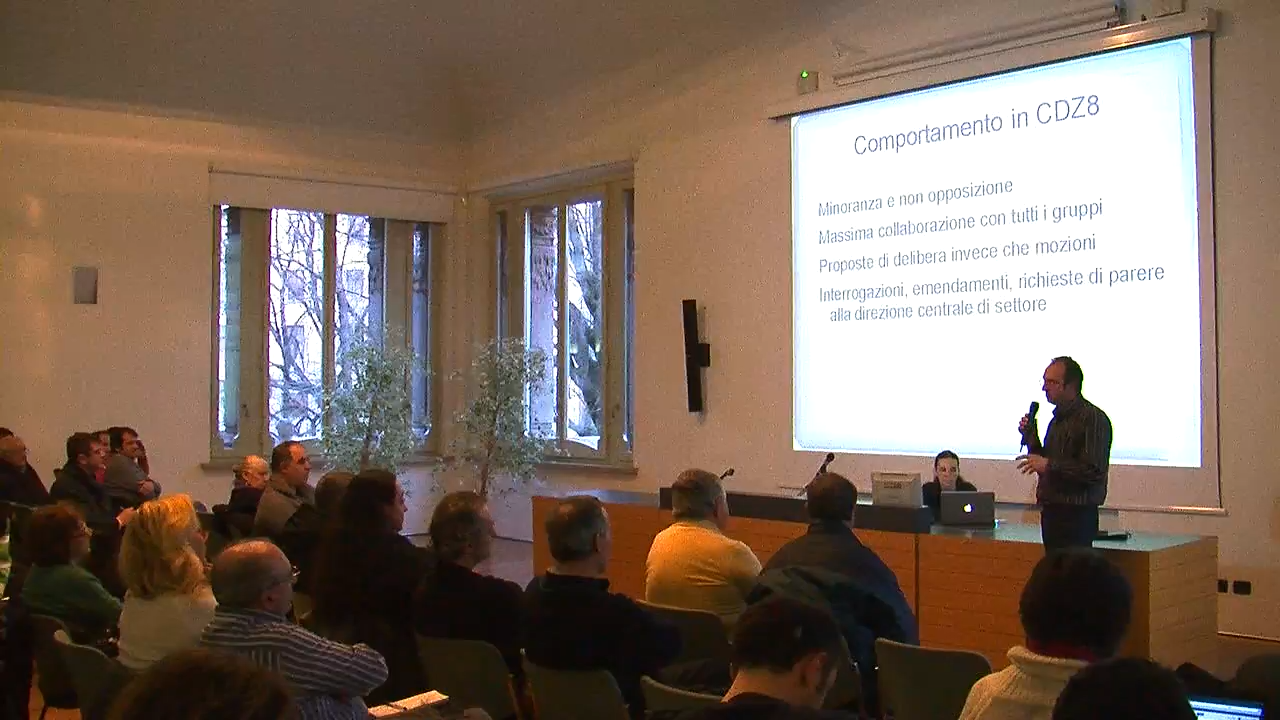 Comportamento in CDZ8
Minoranza e non opposizione
Massima collaborazione con tutti i gruppi
Proposte di delibera invece che mozioni
Interrogazioni, emendamenti, richieste di parere
alla direzione centrale di settore